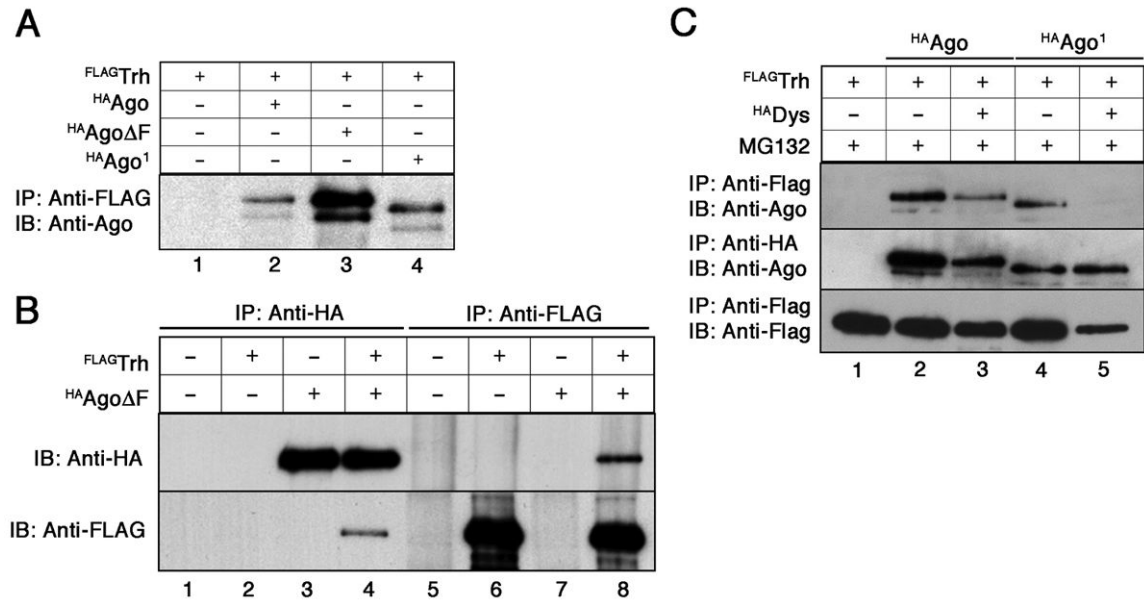 A
FLAGTrh + + + +
HAAgo – + – –
HAAgoΔF – – + –
HAAgo1 – – – +
IP: Anti-FLAG
IB: Anti-Ago
1 2 3 4
B
IP: Anti-HA IP: Anti-FLAG
FLAGTrh – + – + – + – +
HAAgoΔF – – + + – – + +
IB: Anti-HA
IB: Anti-FLAG
1 2 3 4 5 6 7 8
C
HAAgo HAAgo1
FLAGTrh + + + + +
HADys – – + – +
MG132 + + + + +
IP: Anti-Flag
IB: Anti-Ago
IP: Anti-HA
IB: Anti-Ago
IP: Anti-Flag
IB: Anti-Flag
1 2 3 4 5